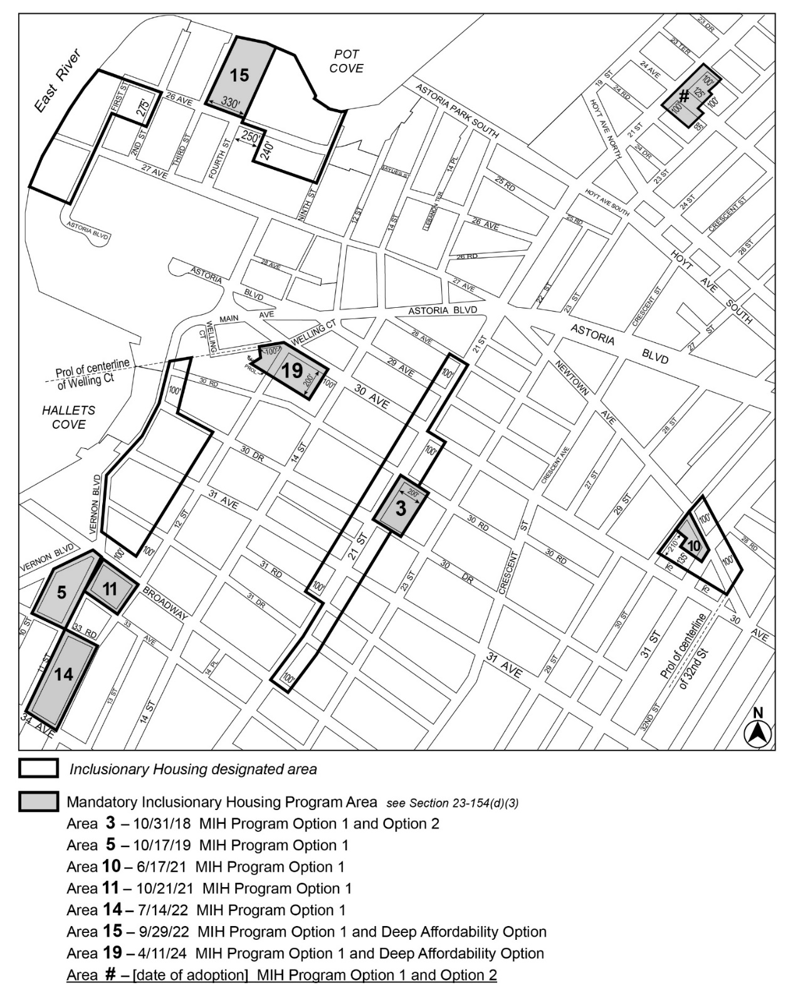 East River
POT
COVE
15
330'
250'
240'
275'
FIRST ST
26 AVE
2ND ST
THIRD ST
FOURTH ST
27 AVE
NINTH ST
ASTORIA BLVD
12 ST
14 ST
BAYUES ST
LEBANON TER
14 PL
ASTORIA PARK SOUTH
25 RD
26 AVE
26 RD
27 AVE
23 DR
23 TER
24 AVE
19 ST
24 RD
HOYT AVE NORTH
21 ST
24 DR
23 ST
#
100'
125'
100'
100'
85'
HOYT AVE SOUTH
25 RD
24 ST
CRESCENT ST
26 ST
HOYT AVE SOUTH
22 ST
23 ST
CRESCENT ST
27 ST
28 AVE
ASTORIA
BLVD
MAIN AVE
WELLING CT
WELLING CT
ASTORIA BLVD
28 AVE
21 ST
ASTORIA BLVD
NEWTOWN AVE
Prol of centerline
of Welling Ct
HALLETS
COVE
100'
30 RD
PROL
100'
19
200'
100'
29 AVE
30 AVE
100'
100'
200'
3
28 ST
CRESCENT AVE
27 ST
29 ST
30 DR
14 ST
31 AVE
12 ST
VERNON BLVD
100'
100'
VERNON BLVD
5
11
BROADWAY
33 RD
33 AVE
10 ST
11 ST
14
34 AVE
13 ST
14 ST
14 PL
31 RD
31 DR
100'
100'
21 ST
23 ST
30 RD
30 DR
CRESCENT ST
30 RD
31 AVE
29 ST
30 ST
31 ST
10
210'
135'
75'
75'
100'
100'
28 RD
30 AVE
Prol of centerline
of 32nd St
32ND ST
N
Inclusionary Housing designated area
Mandatory Inclusionary Housing Program Area see Section 23-154(d)(3)
Area 3 – 10/31/18 MIH Program Option 1 and Option 2
Area 5 – 10/17/19 MIH Program Option 1
Area 10 – 6/17/21 MIH Program Option 1
Area 11 – 10/21/21 MIH Program Option 1
Area 14 – 7/14/22 MIH Program Option 1
Area 15 – 9/29/22 MIH Program Option 1 and Deep Affordability Option
Area 19 – 4/11/24 MIH Program Option 1 and Deep Affordability Option
Area # – [date of adoption] MIH Program Option 1 and Option 2